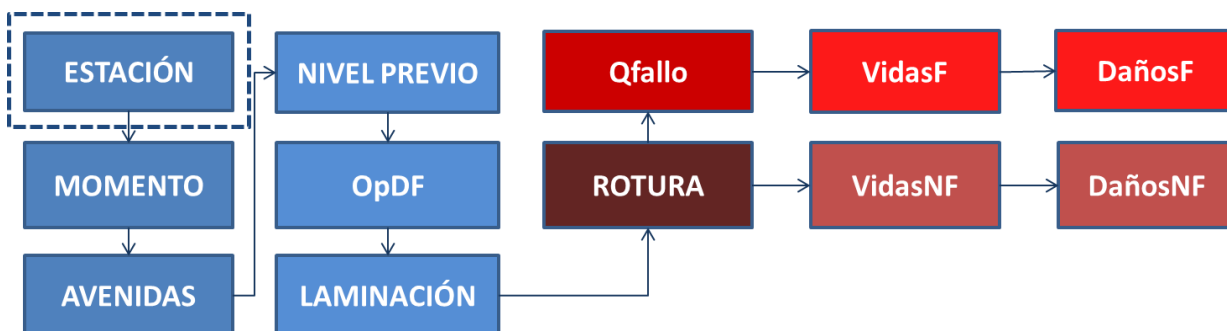 ESTACIÓN
MOMENTO
AVENIDAS
NIVEL PREVIO
OpDF
LAMINACIÓN
Qfallo
ROTURA
VidasF
VidasNF
DañosF
DañosNF